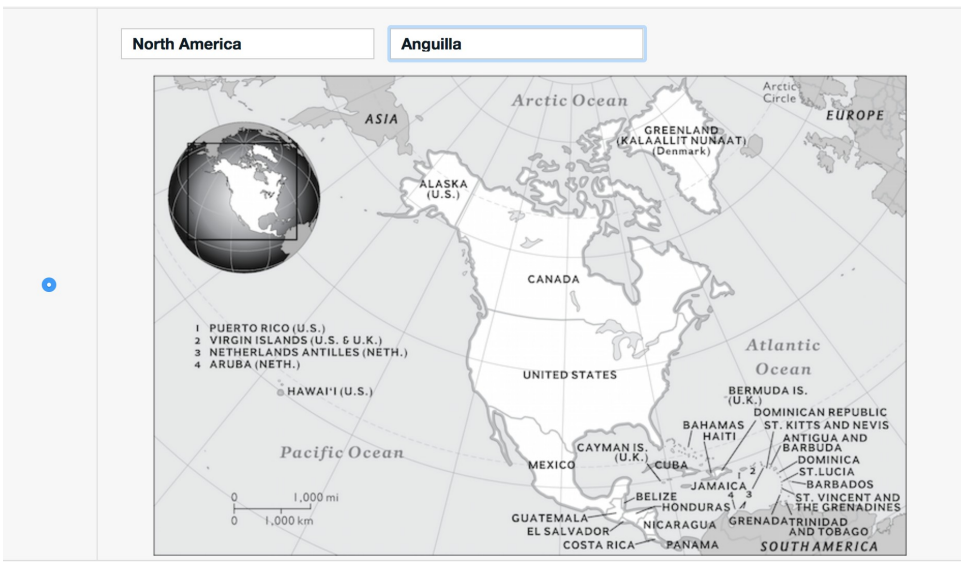 North America
Anguilla
Arctic Ocean
Arctic
Circle
EUROPE
ASIA
GREENLAND
(KALAALLIT NUNAAT)
(Denmark)
ALASKA
(U.S.)
CANADA
1 PUERTO RICO (U.S.)
2 VIRGIN ISLANDS (U.S. & U.K.)
3 NETHERLANDS ANTILLES (NETH.)
4 ARUBA (NETH.)
HAWAI'I (U.S.)
Atlantic
Ocean
UNITED STATES
BERMUDA IS.
(U.K.)
DOMINICAN REPUBLIC
BAHAMAS
ST. KITTS AND NEVIS
HAITI
ANTIGUA AND
BARBUDA
Pacific Ocean
CAYMAN IS.
(U.K.)
CUBA
DOMINICA
MEXICO
1
2
ST.LUCIA
JAMAICA
BARBADOS
4
3
BELIZE
ST. VINCENT AND
THE GRENADINES
HONDURAS
0 1,000 mi
0 1,000 km
GUATEMALA
NICARAGUA
GRENADA
TRINIDAD
AND TOBAGO
EL SALVADOR
COSTA RICA
PANAMA
SOUTH AMERICA